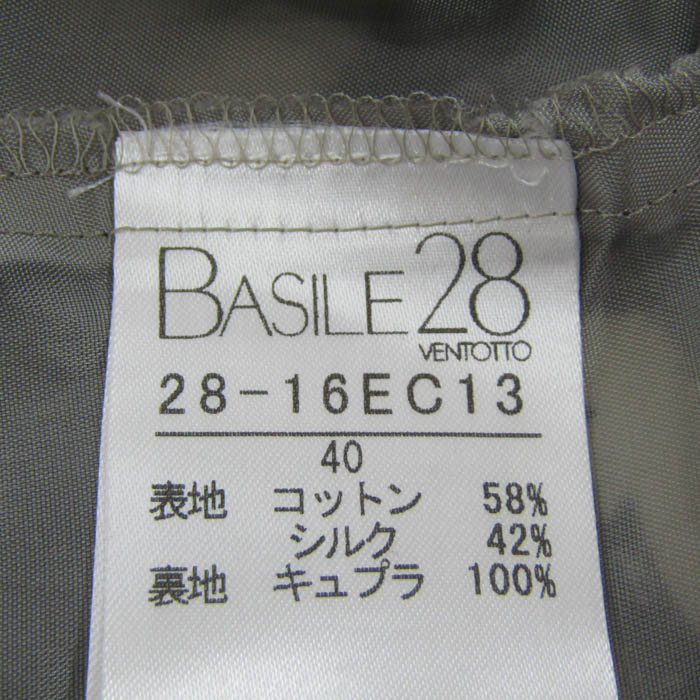 BASILE28
VENTOTTO
28-16EC13
40
表地 コットン 58%
シルク 42%
裏地 キュプラ 100%